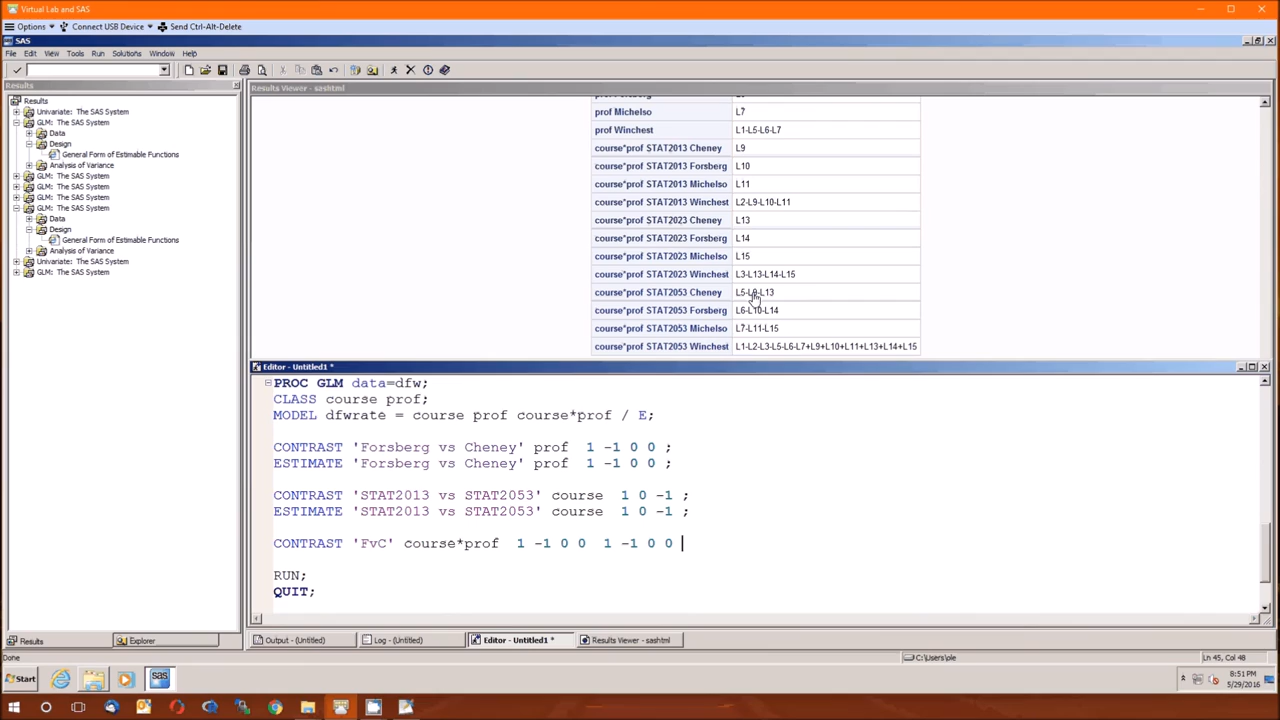 Virtual Lab and SAS
Options Connect USB Device Send Ctrl-Alt-Delete
SAS
File Edit View Tools Run Solutions Window Help
Results
Results
Univariate: The SAS System
GLM: The SAS System
Data
Design
General Form of Estimable Functions
Analysis of Variance
GLM: The SAS System
GLM: The SAS System
GLM: The SAS System
Data
Design
General Form of Estimable Functions
Analysis of Variance
Univariate: The SAS System
GLM: The SAS System
Results Viewer - sashtml
prof Michelso L7
prof Winchest L1-L5-L6-L7
course*prof STAT2013 Cheney L9
course*prof STAT2013 Forsberg L10
course*prof STAT2013 Michelso L11
course*prof STAT2013 Winchest L2-L9-L10-L11
course*prof STAT2023 Cheney L13
course*prof STAT2023 Forsberg L14
course*prof STAT2023 Michelso L15
course*prof STAT2023 Winchest L3-L13-L14-L15
course*prof STAT2053 Cheney L5-L9-L13
course*prof STAT2053 Forsberg L6-L10-L14
course*prof STAT2053 Michelso L7-L11-L15
course*prof STAT2053 Winchest L1-L2-L3-L5-L6-L7+L9+L10+L11+L13+L14+L15
Editor - Untitled1 *
PROC GLM data=dfw;
CLASS course prof;
MODEL dfwrate = course prof course*prof / E;
CONTRAST 'Forsberg vs Cheney' prof 1 -1 0 0 ;
ESTIMATE 'Forsberg vs Cheney' prof 1 -1 0 0 ;
CONTRAST 'STAT2013 vs STAT2053' course 1 0 -1 ;
ESTIMATE 'STAT2013 vs STAT2053' course 1 0 -1 ;
CONTRAST 'FvC' course*prof 1 -1 0 0 1 -1 0 0
RUN;
QUIT;
Results Explorer Output - (Untitled) Log - (Untitled) Editor - Untitled1 * Results Viewer - sashtml
Done C:\Users\ple Ln 45, Col 48
Start
8:51 PM
5/29/2016